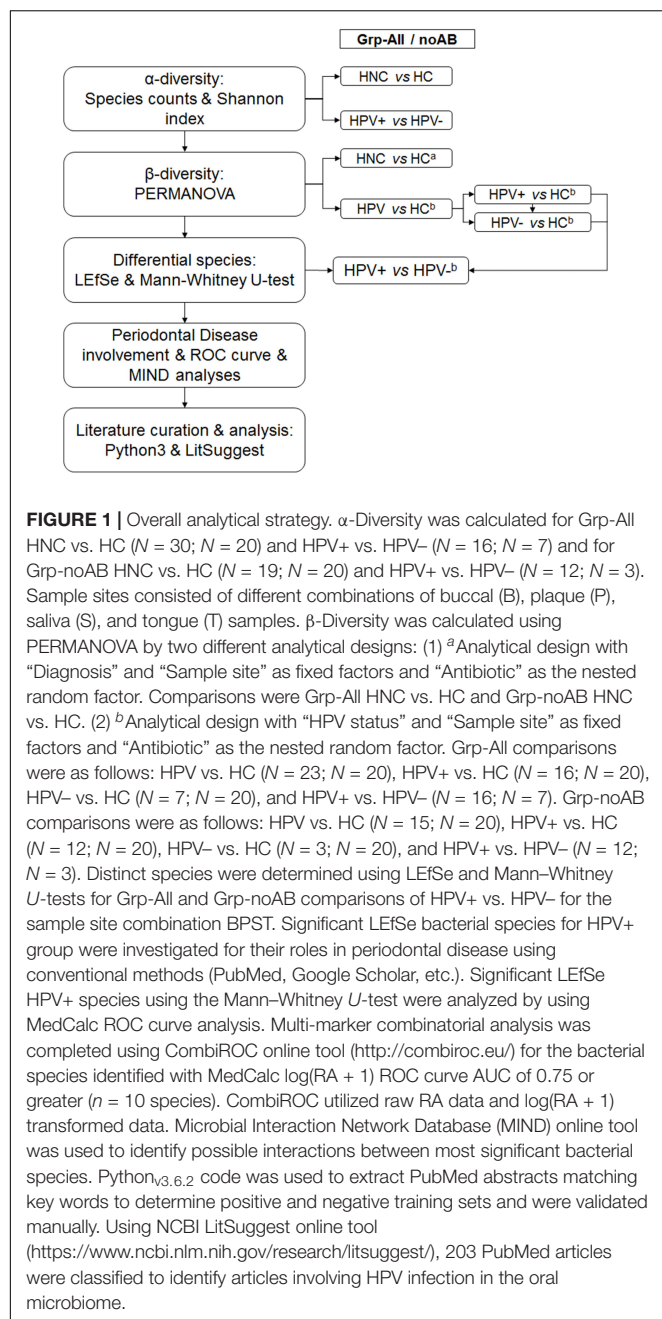 Grp-All / noAB
α-diversity:
Species counts & Shannon
index
HNC vs HC
HPV+ vs HPV-
β-diversity:
PERMANOVA
HNC vs HCa
HPV vs HCb
HPV+ vs HCb
HPV- vs HCb
Differential species:
LEfSe & Mann-Whitney U-test
HPV+ vs HPV-b
Periodontal Disease
involvement & ROC curve &
MIND analyses
Literature curation & analysis:
Python3 & LitSuggest
FIGURE 1 | Overall analytical strategy. α-Diversity was calculated for Grp-All
HNC vs. HC (N = 30; N = 20) and HPV+ vs. HPV– (N = 16; N = 7) and for
Grp-noAB HNC vs. HC (N = 19; N = 20) and HPV+ vs. HPV– (N = 12; N = 3).
Sample sites consisted of different combinations of buccal (B), plaque (P),
saliva (S), and tongue (T) samples. β-Diversity was calculated using
PERMANOVA by two different analytical designs: (1) aAnalytical design with
“Diagnosis” and “Sample site” as fixed factors and “Antibiotic” as the nested
random factor. Comparisons were Grp-All HNC vs. HC and Grp-noAB HNC
vs. HC. (2) bAnalytical design with “HPV status” and “Sample site” as fixed
factors and “Antibiotic” as the nested random factor. Grp-All comparisons
were as follows: HPV vs. HC (N = 23; N = 20), HPV+ vs. HC (N = 16; N = 20),
HPV– vs. HC (N = 7; N = 20), and HPV+ vs. HPV– (N = 16; N = 7). Grp-noAB
comparisons were as follows: HPV vs. HC (N = 15; N = 20), HPV+ vs. HC
(N = 12; N = 20), HPV– vs. HC (N = 3; N = 20), and HPV+ vs. HPV– (N = 12;
N = 3). Distinct species were determined using LEfSe and Mann–Whitney
U-tests for Grp-All and Grp-noAB comparisons of HPV+ vs. HPV– for the
sample site combination BPST. Significant LEfSe bacterial species for HPV+
group were investigated for their roles in periodontal disease using
conventional methods (PubMed, Google Scholar, etc.). Significant LEfSe
HPV+ species using the Mann–Whitney U-test were analyzed by using
MedCalc ROC curve analysis. Multi-marker combinatorial analysis was
completed using CombiROC online tool (http://combiroc.eu/) for the bacterial
species identified with MedCalc log(RA + 1) ROC curve AUC of 0.75 or
greater (n = 10 species). CombiROC utilized raw RA data and log(RA + 1)
transformed data. Microbial Interaction Network Database (MIND) online tool
was used to identify possible interactions between most significant bacterial
species. Pythonv3.6.2 code was used to extract PubMed abstracts matching
key words to determine positive and negative training sets and were validated
manually. Using NCBI LitSuggest online tool
(https://www.ncbi.nlm.nih.gov/research/litsuggest/), 203 PubMed articles
were classified to identify articles involving HPV infection in the oral
microbiome.